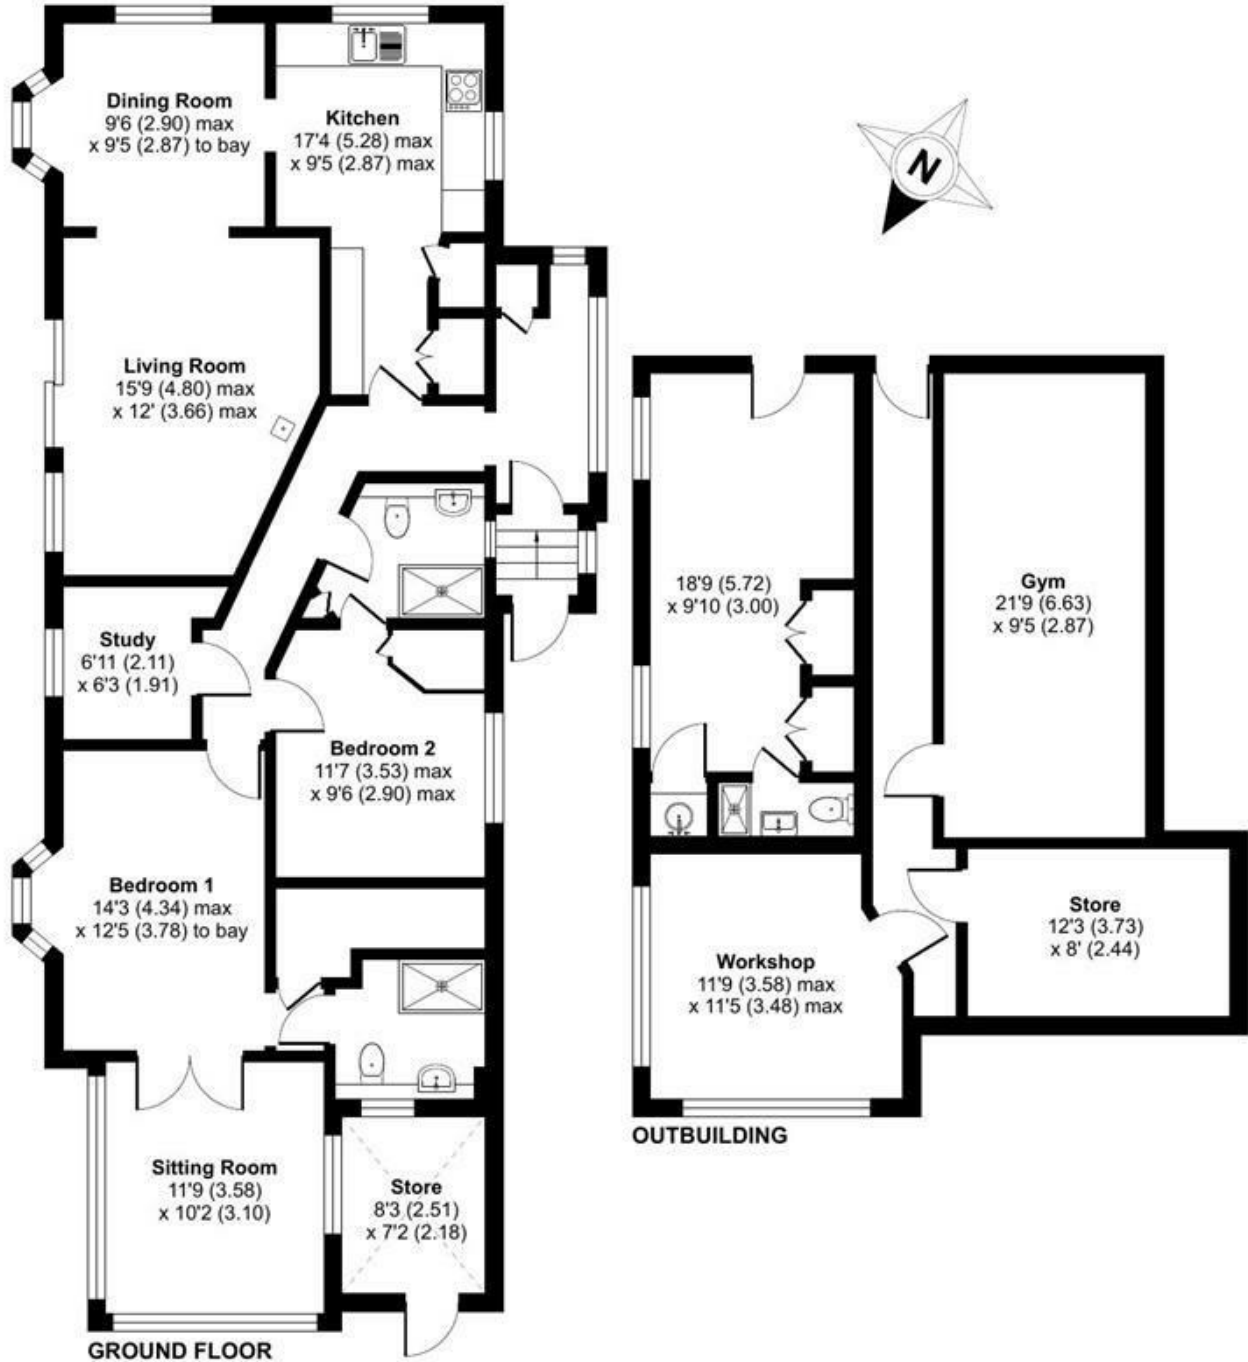 Dining Room
9'6 (2.90) max
x 9'5 (2.87) to bay
Kitchen
17'4 (5.28) max
x 9'5 (2.87) max
N
Living Room
15'9 (4.80) max
x 12' (3.66) max
Study
6'11 (2.11)
x 6'3 (1.91)
Bedroom 2
11'7 (3.53) max
x 9'6 (2.90) max
Bedroom 1
14'3 (4.34) max
x 12'5 (3.78) to bay
Sitting Room
11'9 (3.58)
x 10'2 (3.10)
Store
8'3 (2.51)
x 7'2 (2.18)
GROUND FLOOR
18'9 (5.72)
x 9'10 (3.00)
Gym
21'9 (6.63)
x 9'5 (2.87)
Store
12'3 (3.73)
x 8' (2.44)
Workshop
11'9 (3.58) max
x 11'5 (3.48) max
OUTBUILDING